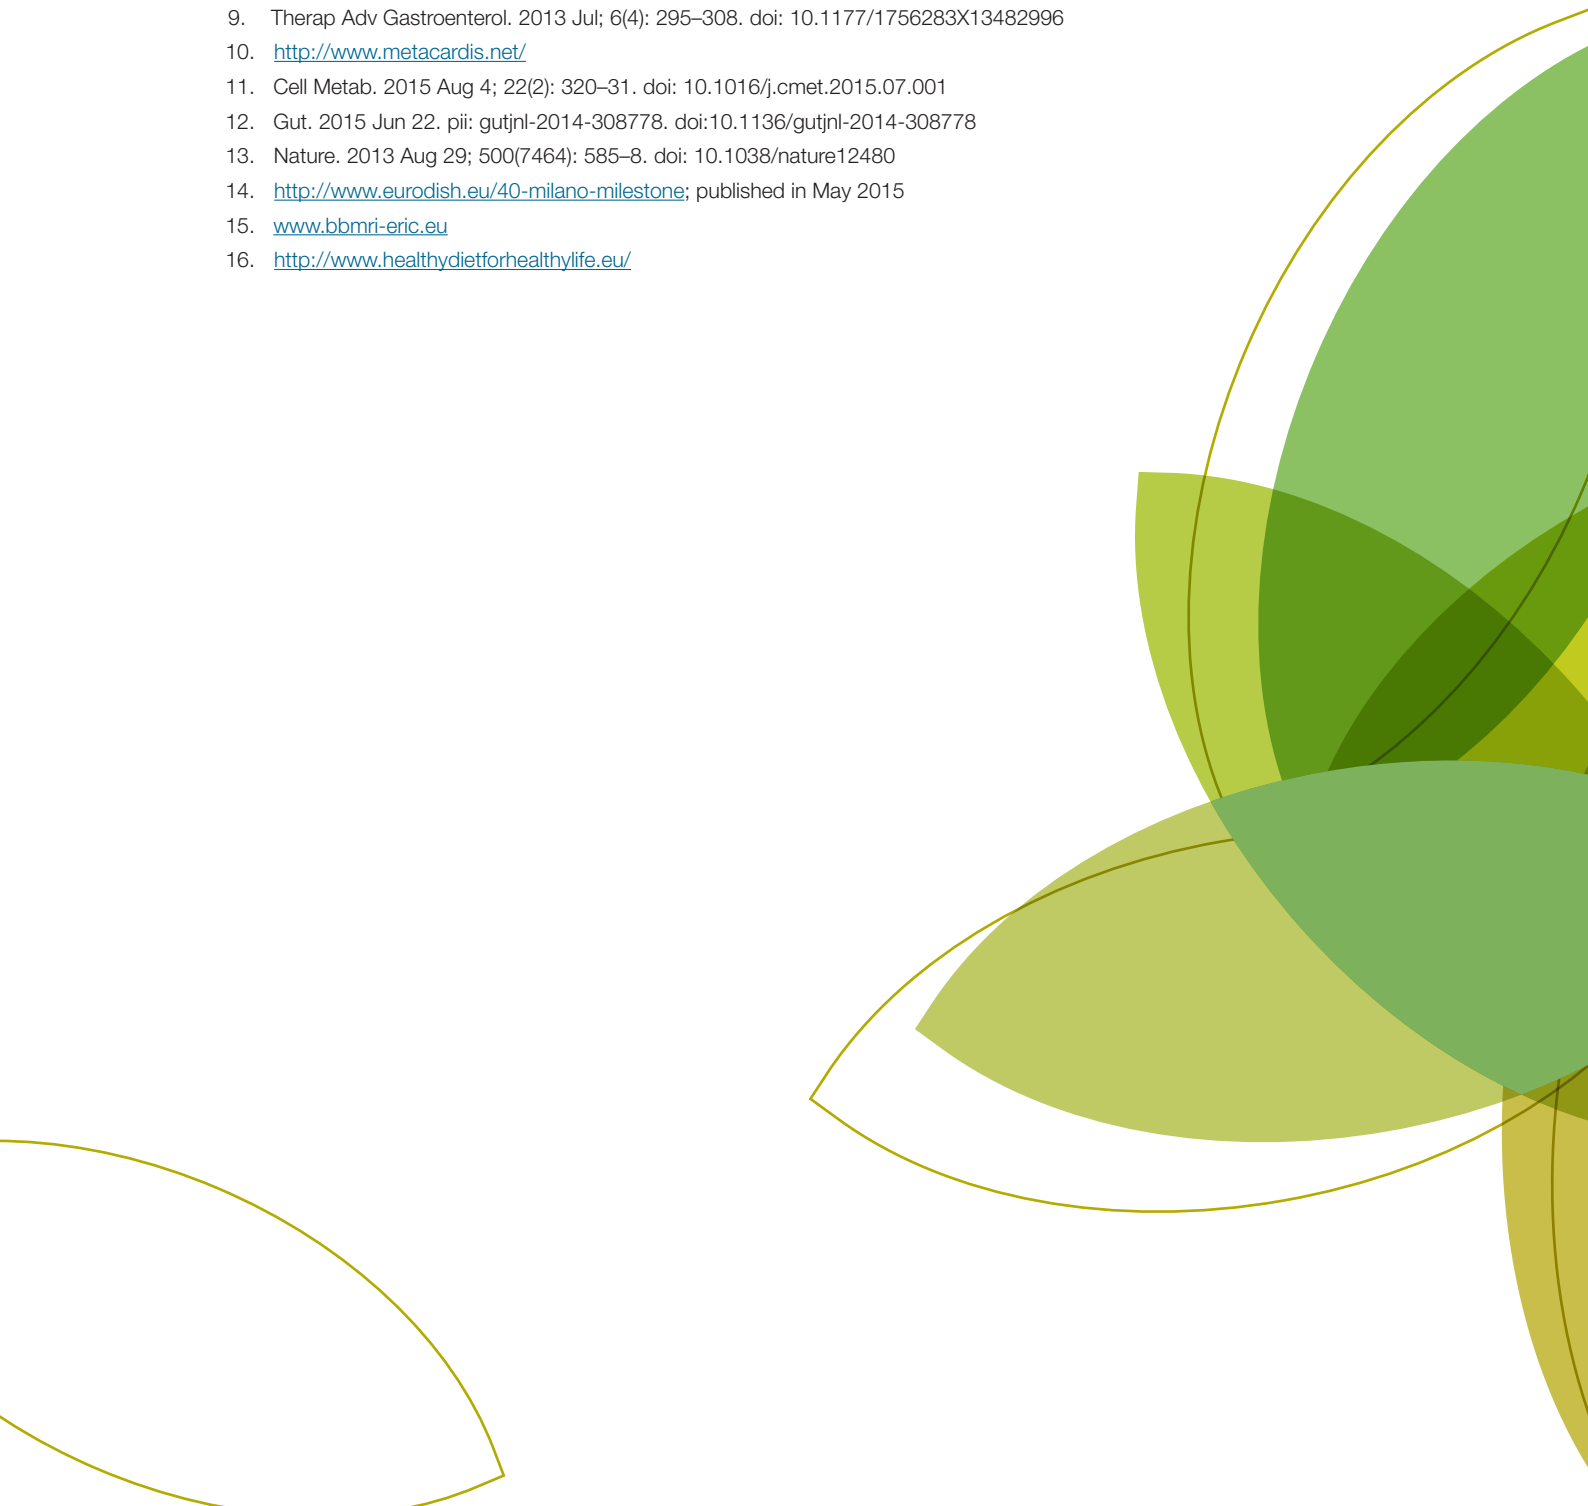 9. Therap Adv Gastroenterol. 2013 Jul; 6(4): 295–308. doi: 10.1177/1756283X13482996
10. http://www.metacardis.net/
11. Cell Metab. 2015 Aug 4; 22(2): 320–31. doi: 10.1016/j.cmet.2015.07.001
12. Gut. 2015 Jun 22. pii: gutjnl-2014-308778. doi:10.1136/gutjnl-2014-308778
13. Nature. 2013 Aug 29; 500(7464): 585–8. doi: 10.1038/nature12480
14. http://www.eurodish.eu/40-milano-milestone; published in May 2015
15. www.bbmri-eric.eu
16. http://www.healthydietforhealthylife.eu/